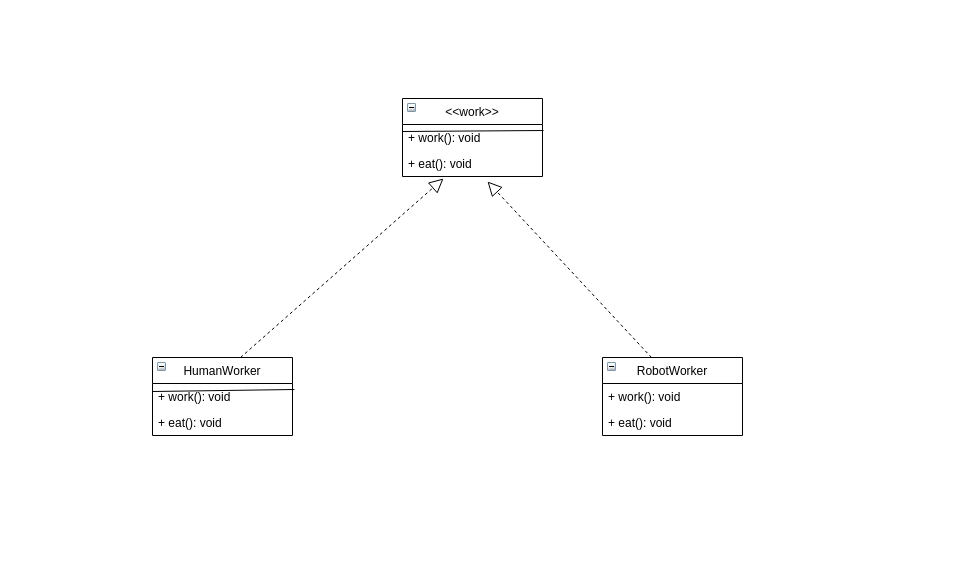 <<work>>
+ work(): void
+ eat(): void
HumanWorker
+ work(): void
+ eat(): void
RobotWorker
+ work(): void
+ eat(): void